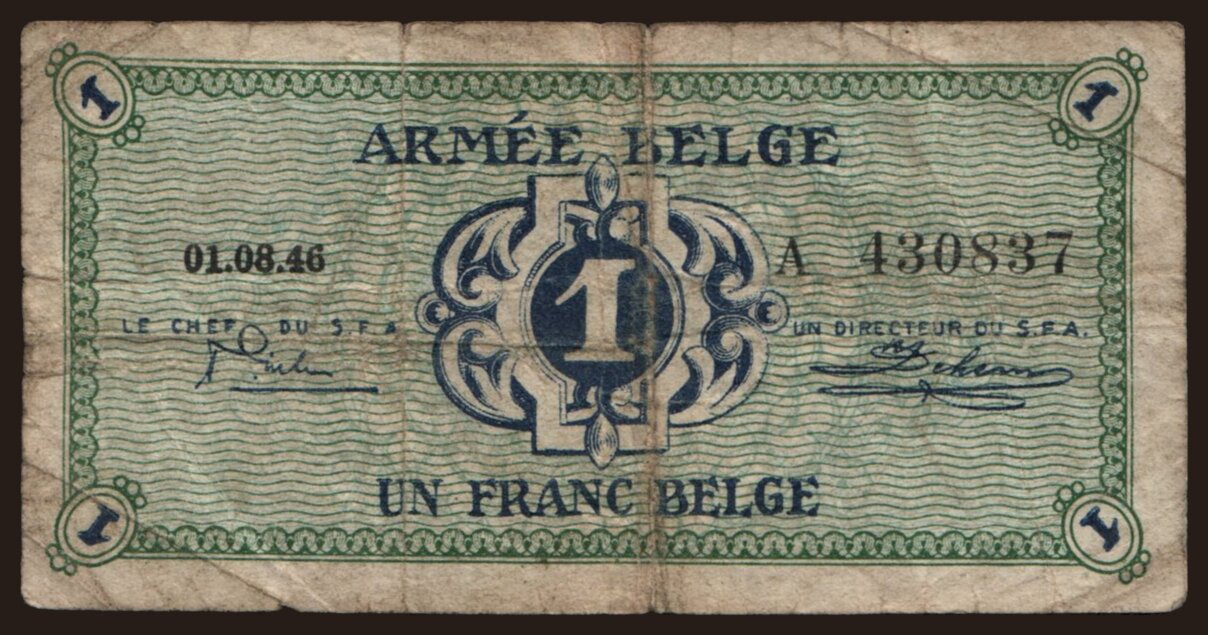 1 1
ARMÉE BELGE
01.08.46
A 430837
1
LE CHEF DU S.F.A
UN DIRECTEUR DU S.F.A.
UN FRANC BELGE
1 1